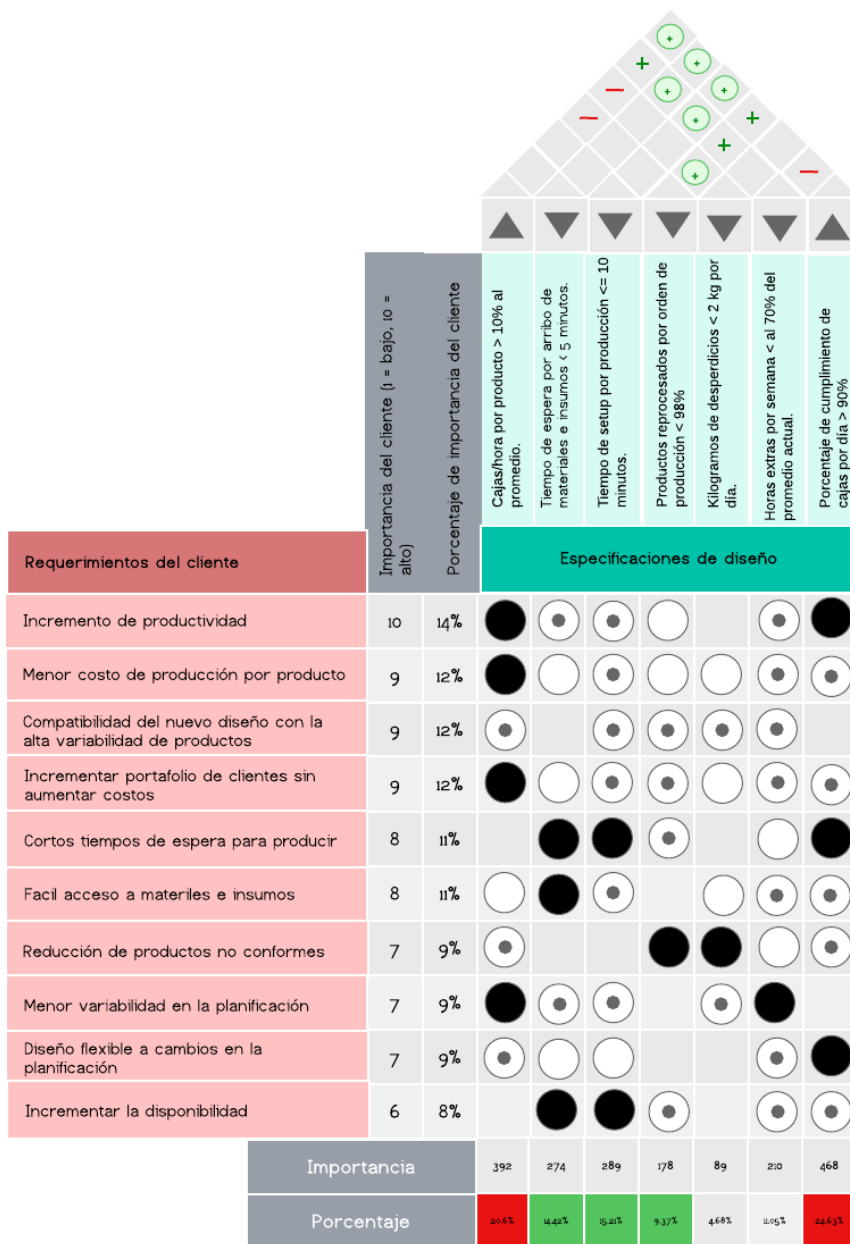 Importancia del cliente (1 = bajo, 10 =
alto)
Porcentaje de importancia del cliente
Cajas/hora por producto > 10% al
promedio.
Tiempo de espera por arribo de
materiales e insumos < 5 minutos.
Tiempo de setup por producción <= 10
minutos.
Productos reprocesados por orden de
producción < 98%
Kilogramos de desperdicios < 2 kg por
día.
Horas extras por semana < al 70% del
promedio actual.
Porcentaje de cumplimiento de
cajas por día > 90%
Requerimientos del cliente
Especificaciones de diseño
Incremento de productividad 10 14%
Menor costo de producción por producto 9 12%
Compatibilidad del nuevo diseño con la
alta variabilidad de productos 9 12%
Incrementar portafolio de clientes sin
aumentar costos 9 12%
Cortos tiempos de espera para producir 8 11%
Facil acceso a materiles e insumos 8 11%
Reducción de productos no conformes 7 9%
Menor variabilidad en la planificación 7 9%
Diseño flexible a cambios en la
planificación 7 9%
Incrementar la disponibilidad 6 8%
Importancia 392 274 289 178 89 210 468
Porcentaje 20.6% 14.42% 15.21% 9.37% 4.68% 11.05% 24.63%